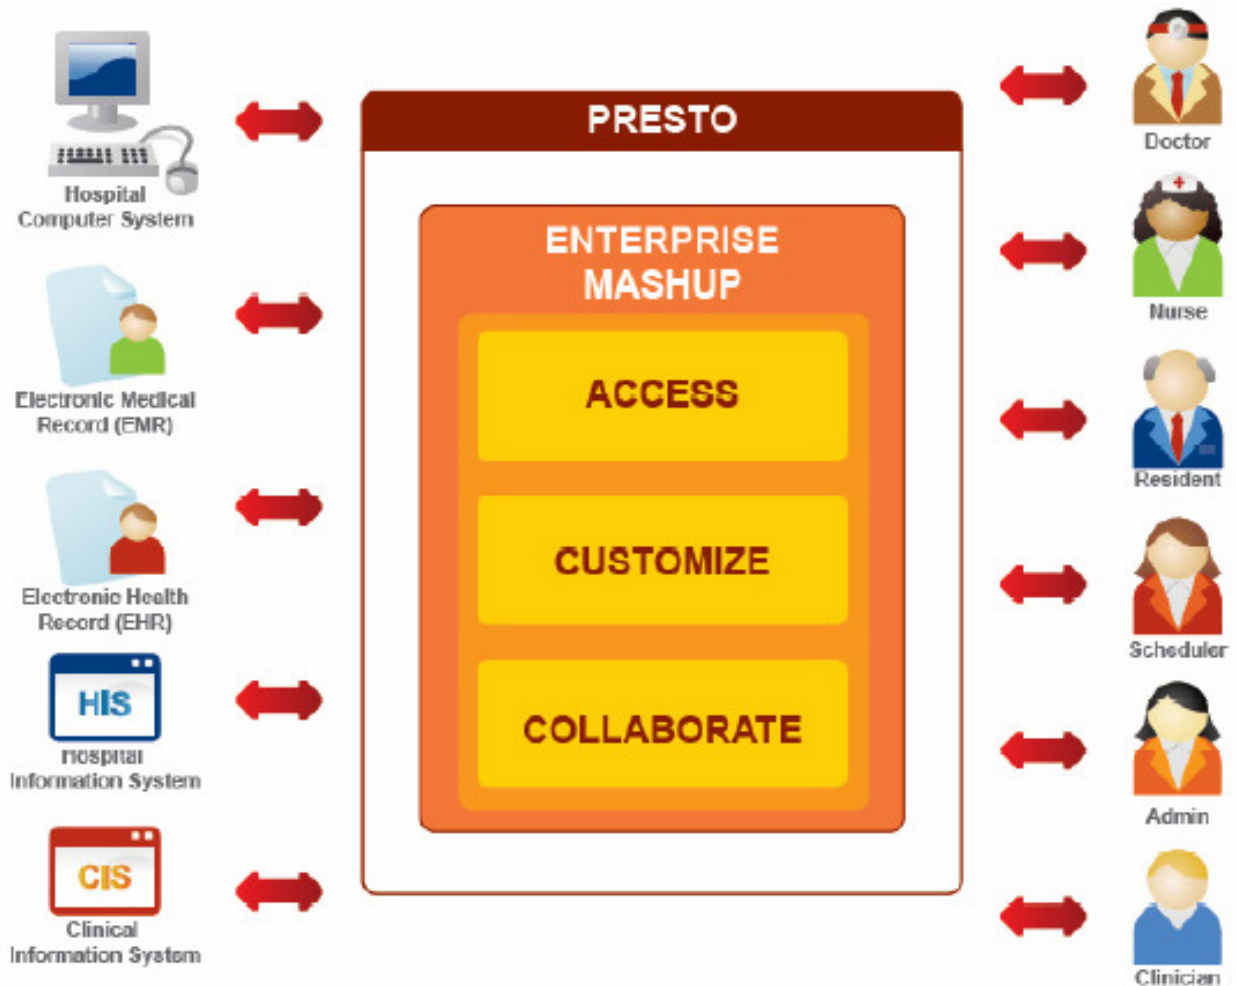 Hospital
Computer System
Electronic Medical
Record (EMR)
Electronic Health
Record (EHR)
HIS
Hospital
Information System
CIS
Clinical
Information System
PRESTO
ENTERPRISE
MASHUP
ACCESS
CUSTOMIZE
COLLABORATE
Doctor
Nurse
Resident
Scheduler
Admin
Clinician